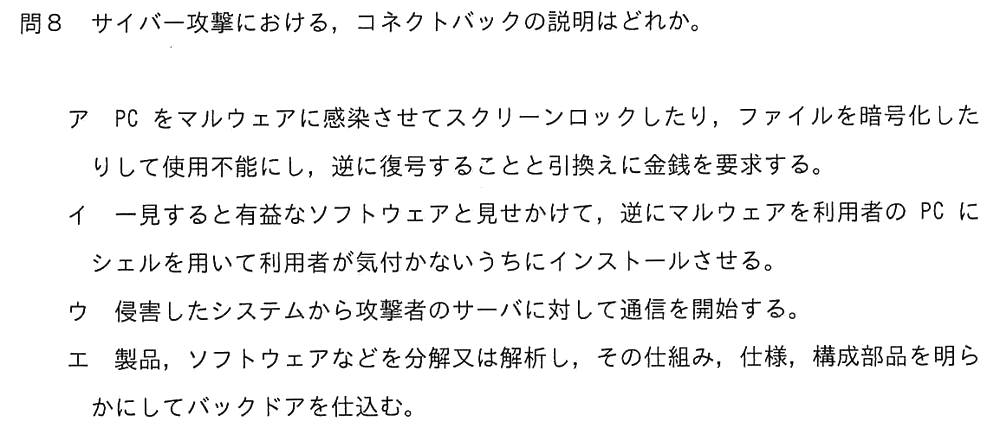 問8 サイバー攻撃における，コネクトバックの説明はどれか。
ア PC をマルウェアに感染させてスクリーンロックしたり，ファイルを暗号化した
りして使用不能にし，逆に復号することと引換えに金銭を要求する。
イ 一見すると有益なソフトウェアと見せかけて，逆にマルウェアを利用者の PC に
シェルを用いて利用者が気付かないうちにインストールさせる。
ウ 侵害したシステムから攻撃者のサーバに対して通信を開始する。
エ 製品，ソフトウェアなどを分解又は解析し，その仕組み，仕様，構成部品を明ら
かにしてバックドアを仕込む。